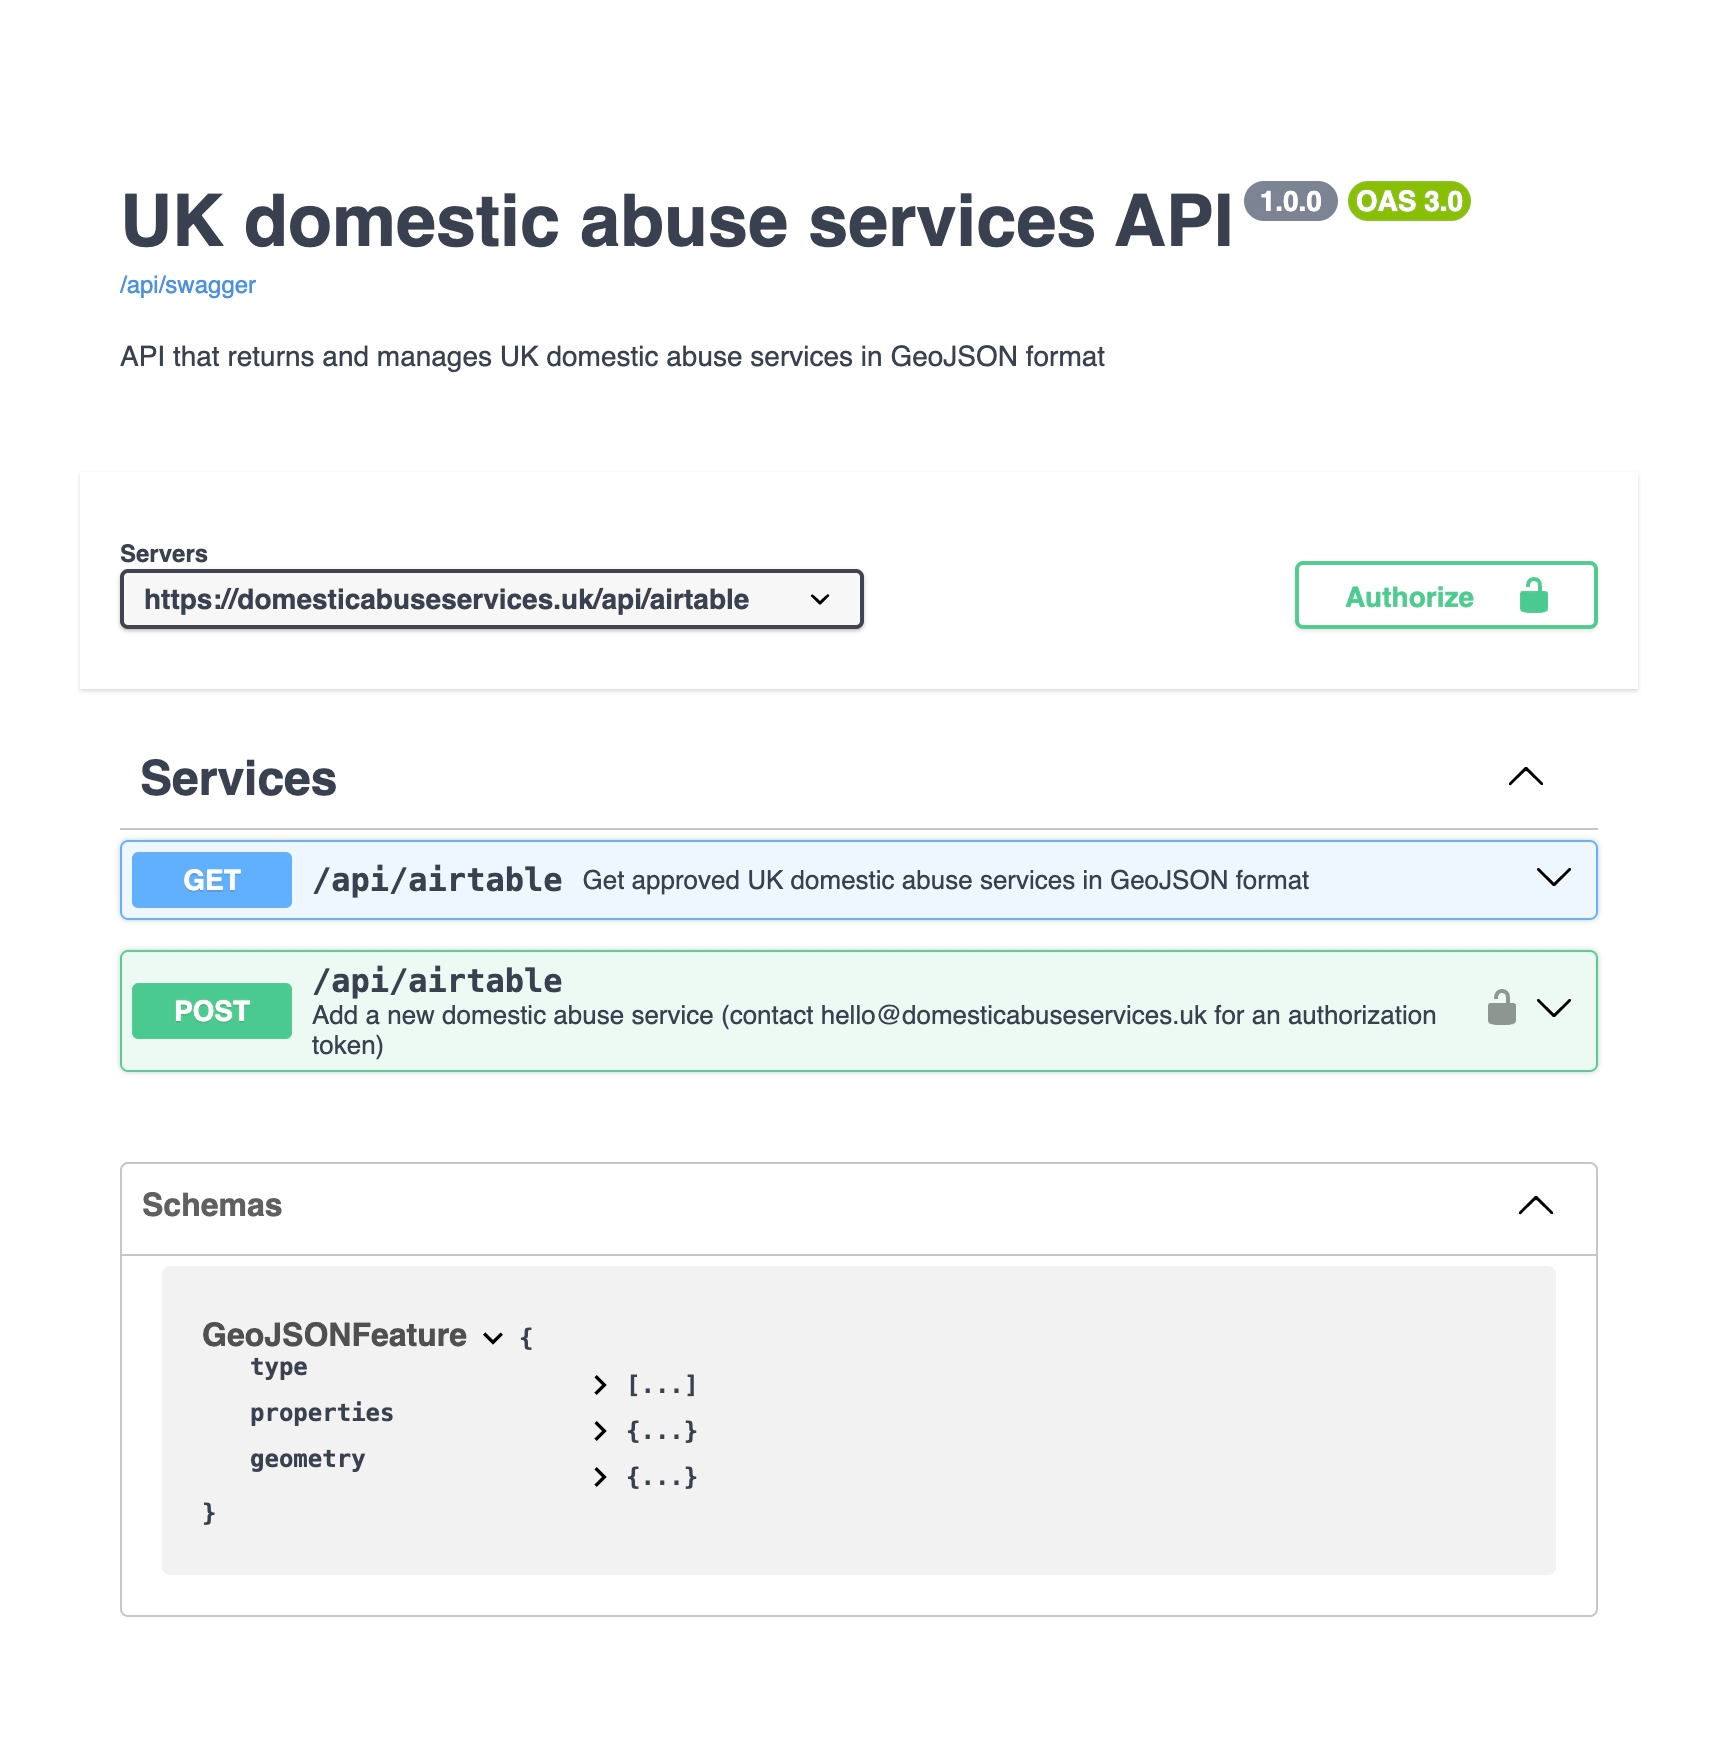 UK domestic abuse services API 1.0.0 OAS 3.0
/api/swagger
API that returns and manages UK domestic abuse services in GeoJSON format
Servers
https://domesticabuseservices.uk/api/airtable
Authorize
Services
GET /api/airtable Get approved UK domestic abuse services in GeoJSON format
POST /api/airtable
Add a new domestic abuse service (contact hello@domesticabuseservices.uk for an authorization
token)
Schemas
GeoJSONFeature {
type
[...]
properties
{...}
geometry
{...}
}